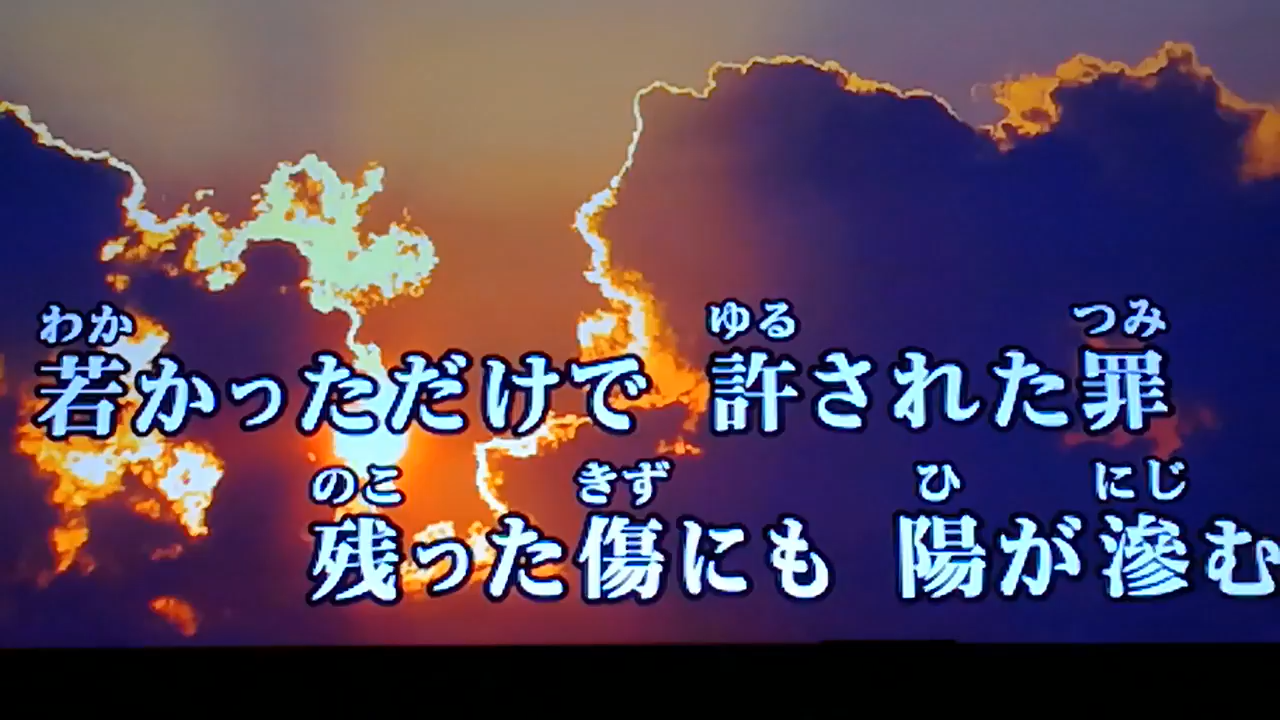 わか ゆる つみ
若かっただけで 許された罪
のこ きず ひ にじ
残った傷にも 陽が滲む